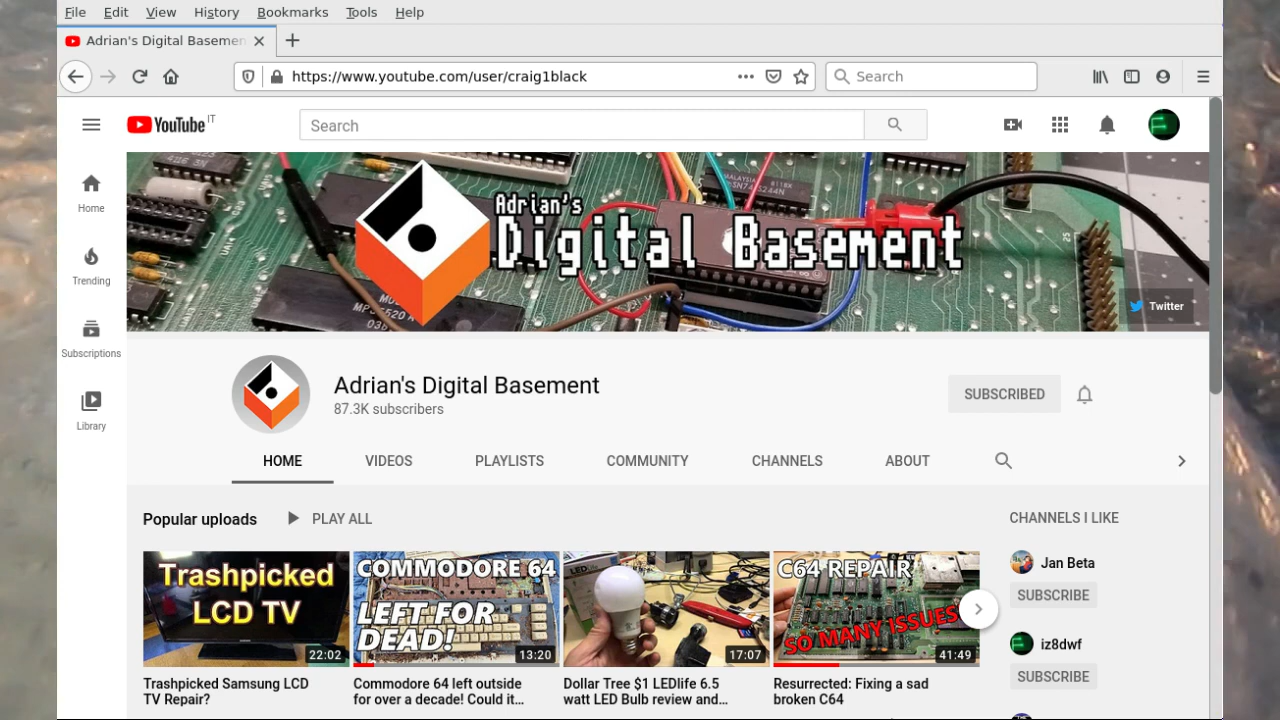 File Edit View History Bookmarks Tools Help
Adrian's Digital Basemen
https://www.youtube.com/user/craig1black
Search
YouTube IT
Search
Home
Trending
Subscriptions
Library
Adrian's
Digital Basement
Twitter
Adrian's Digital Basement
87.3K subscribers
SUBSCRIBED
HOME VIDEOS PLAYLISTS COMMUNITY CHANNELS ABOUT
Popular uploads PLAY ALL
CHANNELS I LIKE
Trashpicked
LCD TV
22:02
Trashpicked Samsung LCD
TV Repair?
COMMODORE 64
LEFT FOR
DEAD!
13:20
Commodore 64 left outside
for over a decade! Could it...
17:07
Dollar Tree $1 LEDlife 6.5
watt LED Bulb review and...
C64 REPAIR
SO MANY ISSUES
41:49
Resurrected: Fixing a sad
broken C64
Jan Beta
SUBSCRIBE
iz8dwf
SUBSCRIBE